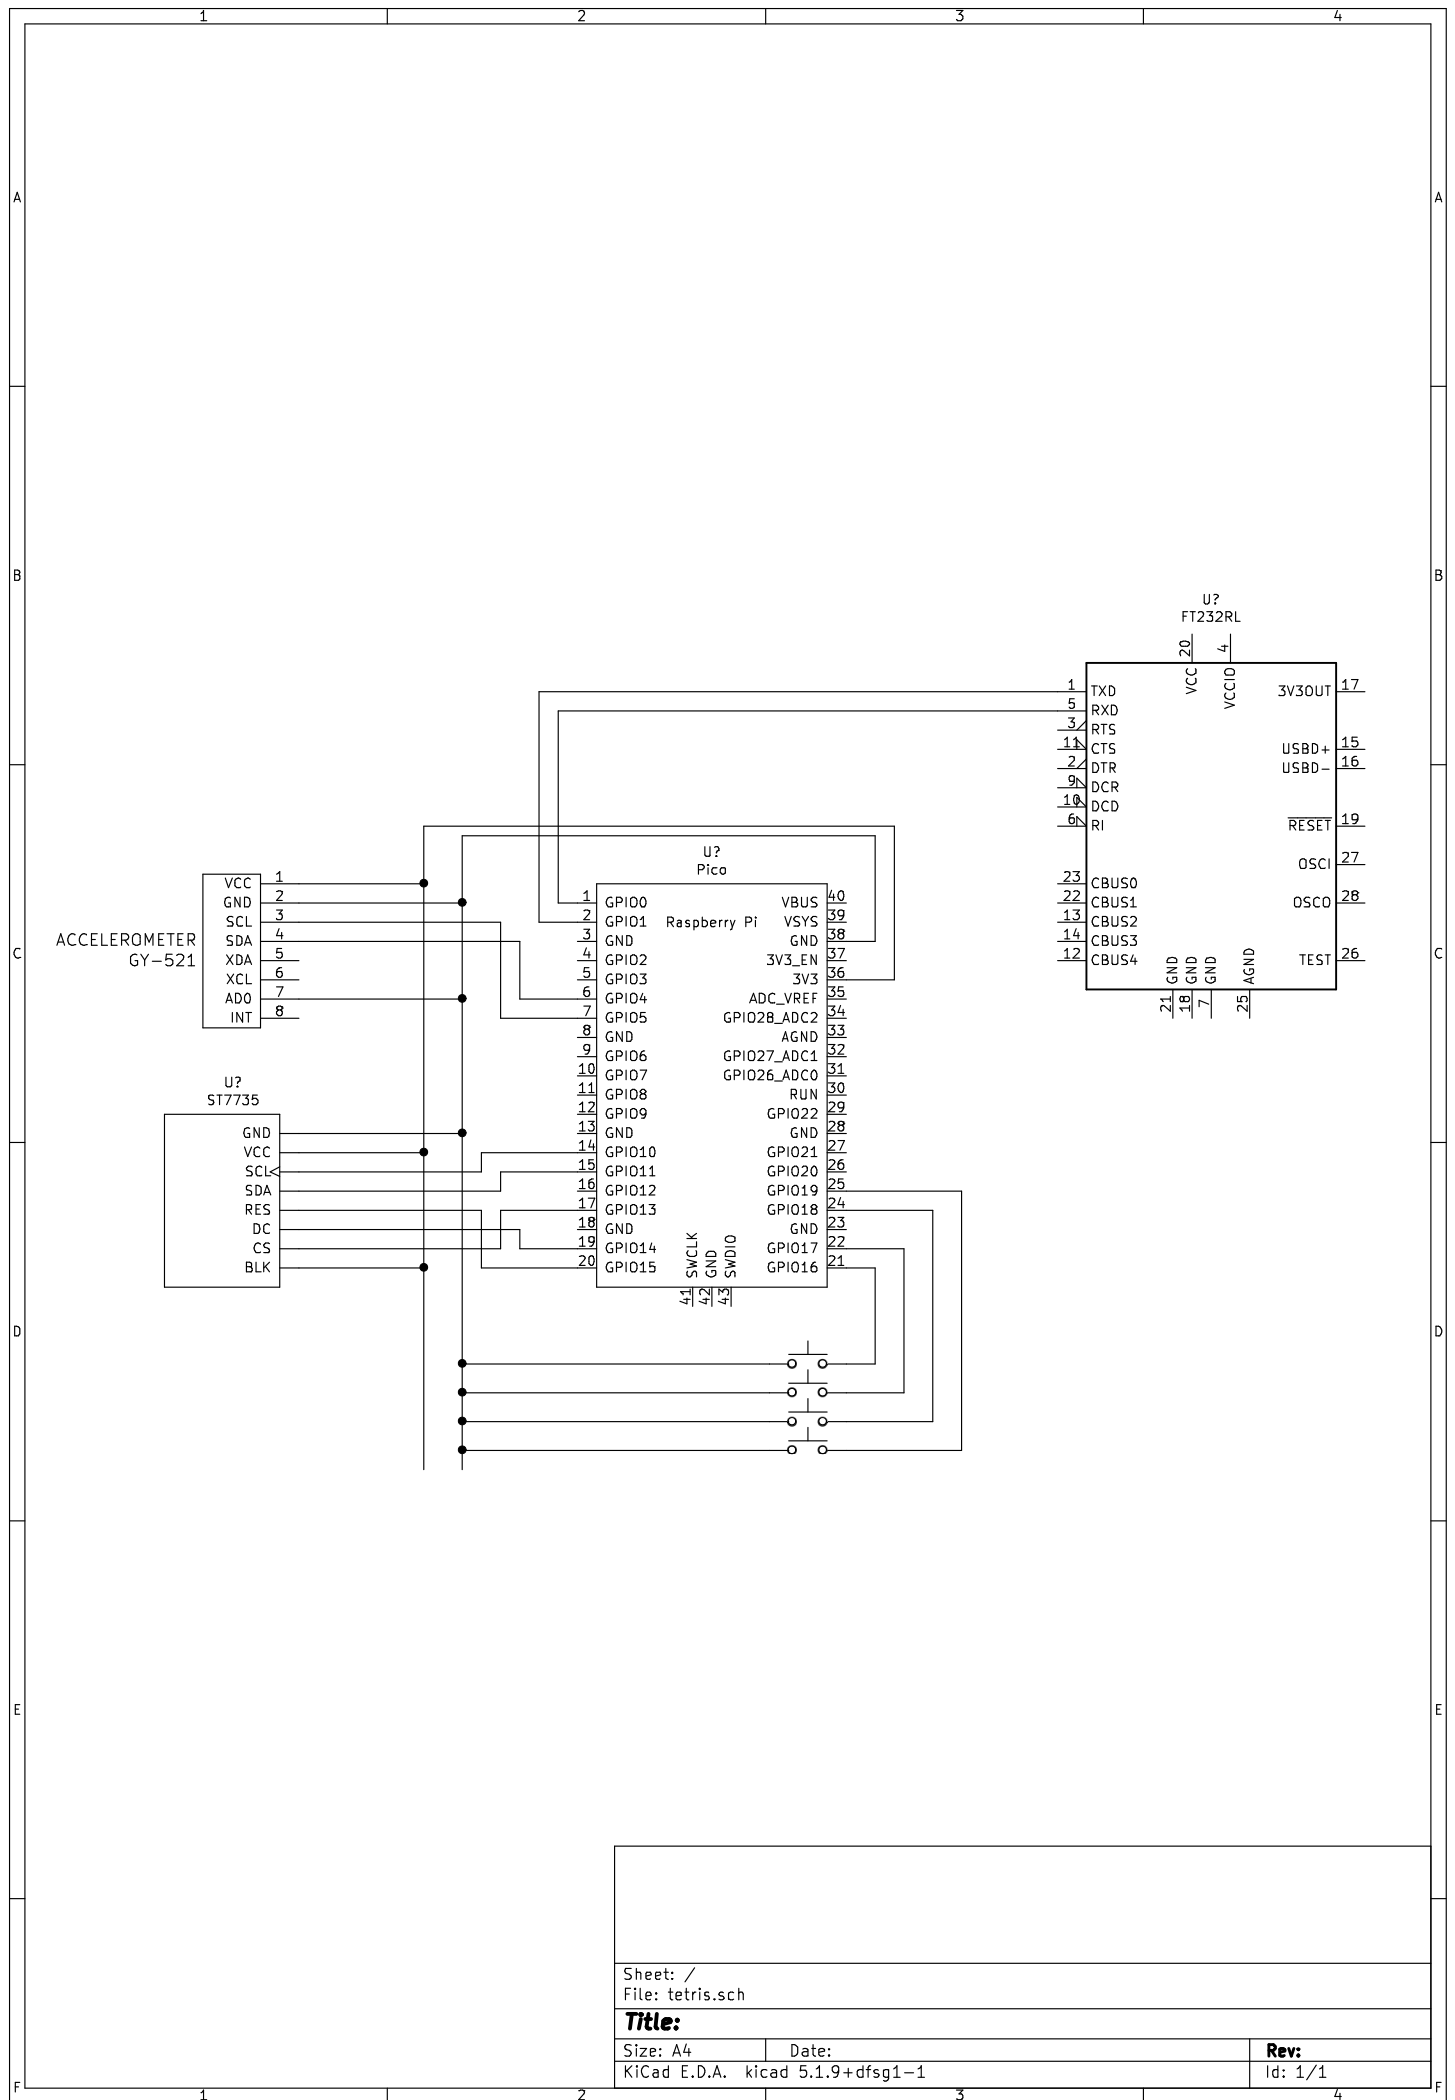 1 2 3 4
A A
B B
U?
FT232RL
20 4
VCC VCCIO
1 TXD 3V3OUT 17
5 RXD
3 RTS
11 CTS USBD+ 15
2 DTR USBD- 16
9 DCR
10 DCD
6 RI RESET 19
OSCI 27
23 CBUS0
22 CBUS1 OSCO 28
13 CBUS2
14 CBUS3
12 CBUS4 TEST 26
GND GND GND AGND
21 18 7 25
C C
ACCELEROMETER
GY-521
VCC 1
GND 2
SCL 3
SDA 4
XDA 5
XCL 6
AD0 7
INT 8
U?
Pico
Raspberry Pi
1 GPIO0 VBUS 40
2 GPIO1 VSYS 39
3 GND GND 38
4 GPIO2 3V3_EN 37
5 GPIO3 3V3 36
6 GPIO4 ADC_VREF 35
7 GPIO5 GPIO28_ADC2 34
8 GND AGND 33
9 GPIO6 GPIO27_ADC1 32
10 GPIO7 GPIO26_ADC0 31
11 GPIO8 RUN 30
12 GPIO9 GPIO22 29
13 GND GND 28
14 GPIO10 GPIO21 27
15 GPIO11 GPIO20 26
16 GPIO12 GPIO19 25
17 GPIO13 GPIO18 24
18 GND GND 23
19 GPIO14 GPIO17 22
20 GPIO15 GPIO16 21
SWCLK GND SWDIO
41 42 43
U?
ST7735
GND
VCC
SCL
SDA
RES
DC
CS
BLK
D D
E E
Sheet: /
File: tetris.sch
Title:
Size: A4 Date: Rev:
KiCad E.D.A. kicad 5.1.9+dfsg1-1 Id: 1/1
F F
1 2 3 4